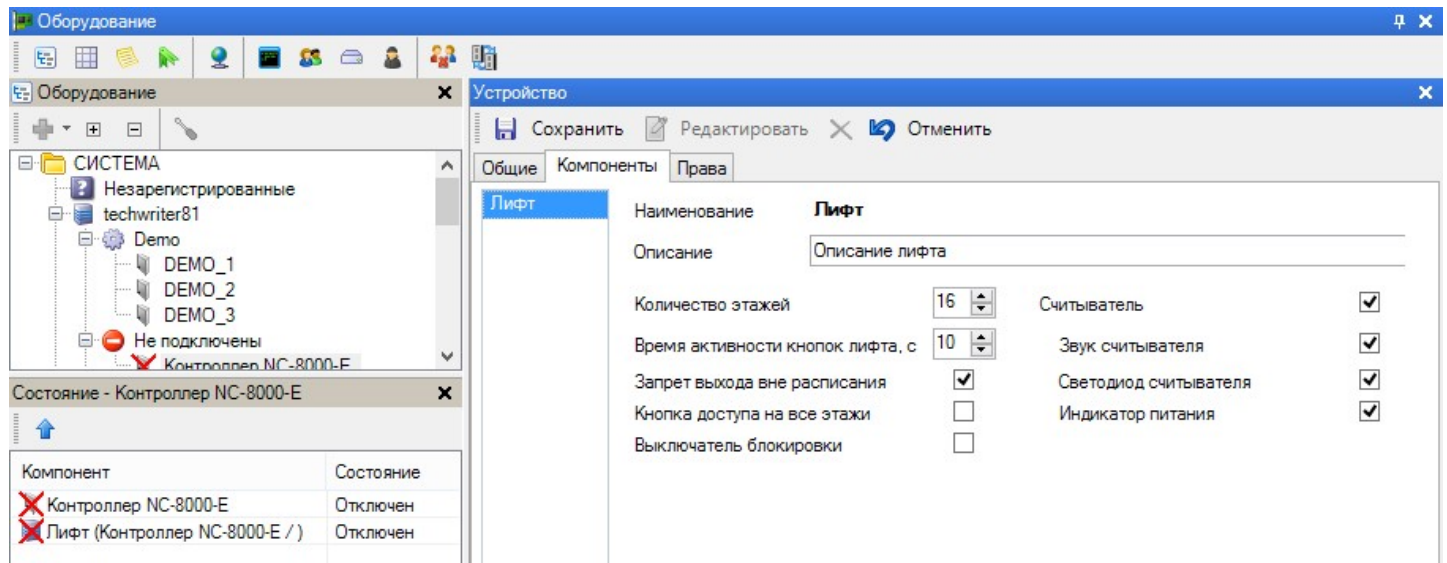 Оборудование
Оборудование
СИСТЕМА
Незарегистрированные
techwriter81
Demo
DEMO_1
DEMO_2
DEMO_3
Не подключены
Контроллер NC-8000-E
Состояние - Контроллер NC-8000-E
Компонент Состояние
Контроллер NC-8000-E Отключен
Лифт (Контроллер NC-8000-E / ) Отключен
Устройство
Сохранить Редактировать Отменить
Общие Компоненты Права
Лифт
Наименование Лифт
Описание Описание лифта
Количество этажей 16 Считыватель
Время активности кнопок лифта, с 10 Звук считывателя
Запрет выхода вне расписания Светодиод считывателя
Кнопка доступа на все этажи Индикатор питания
Выключатель блокировки